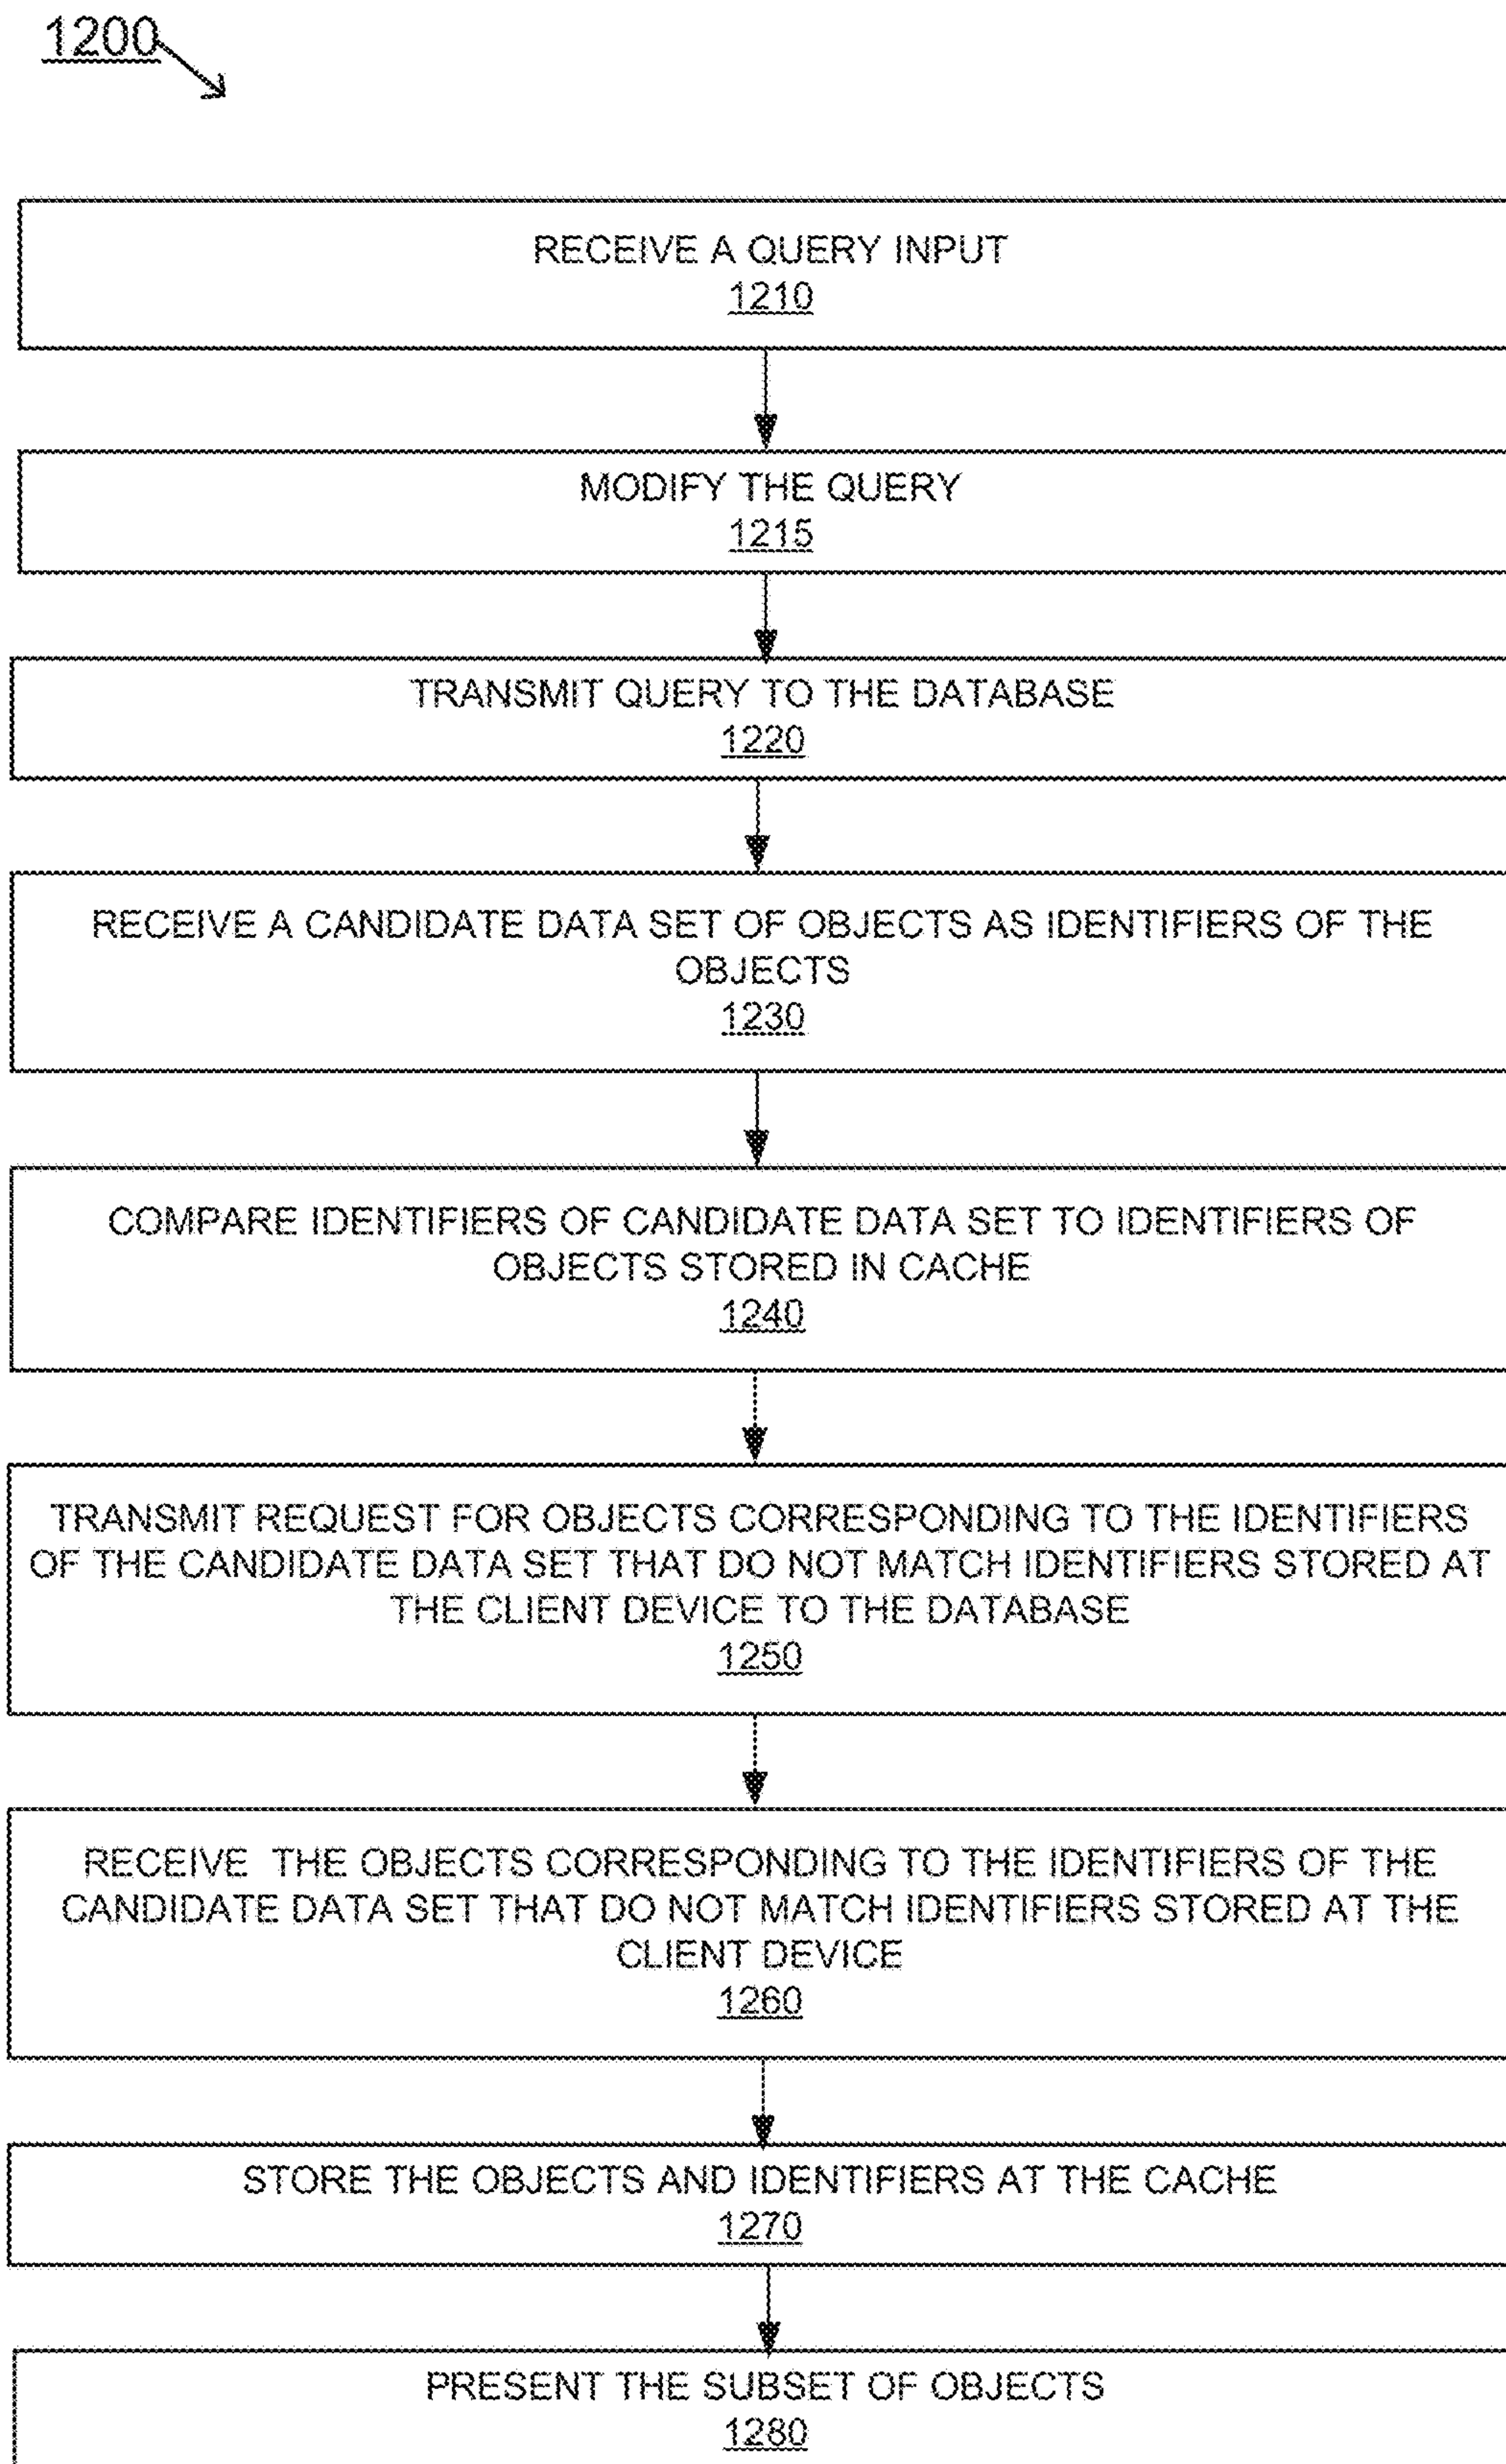 1200
RECEIVE A QUERY INPUT
1210
MODIFY THE QUERY
1215
TRANSMIT QUERY TO THE DATABASE
1220
RECEIVE A CANDIDATE DATA SET OF OBJECTS AS IDENTIFIERS OF THE
OBJECTS
1230
COMPARE IDENTIFIERS OF CANDIDATE DATA SET TO IDENTIFIERS OF
OBJECTS STORED IN CACHE
1240
TRANSMIT REQUEST FOR OBJECTS CORRESPONDING TO THE IDENTIFIERS
OF THE CANDIDATE DATA SET THAT DO NOT MATCH IDENTIFIERS STORED AT
THE CLIENT DEVICE TO THE DATABASE
1250
RECEIVE THE OBJECTS CORRESPONDING TO THE IDENTIFIERS OF THE
CANDIDATE DATA SET THAT DO NOT MATCH IDENTIFIERS STORED AT THE
CLIENT DEVICE
1260
STORE THE OBJECTS AND IDENTIFIERS AT THE CACHE
1270
PRESENT THE SUBSET OF OBJECTS
1280